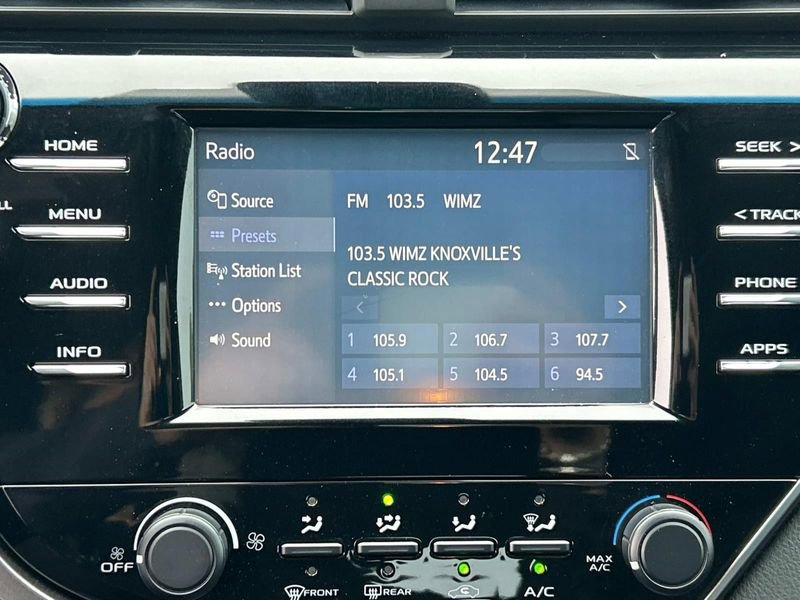 Radio 12:47
HOME
MENU
AUDIO
INFO
Source
Presets
Station List
Options
Sound
FM 103.5 WIMZ
103.5 WIMZ KNOXVILLE'S
CLASSIC ROCK
< >
1 105.9 2 106.7 3 107.7
4 105.1 5 104.5 6 94.5
SEEK >
< TRACK
PHONE
APPS
OFF
FRONT
REAR
A/C
MAX
A/C